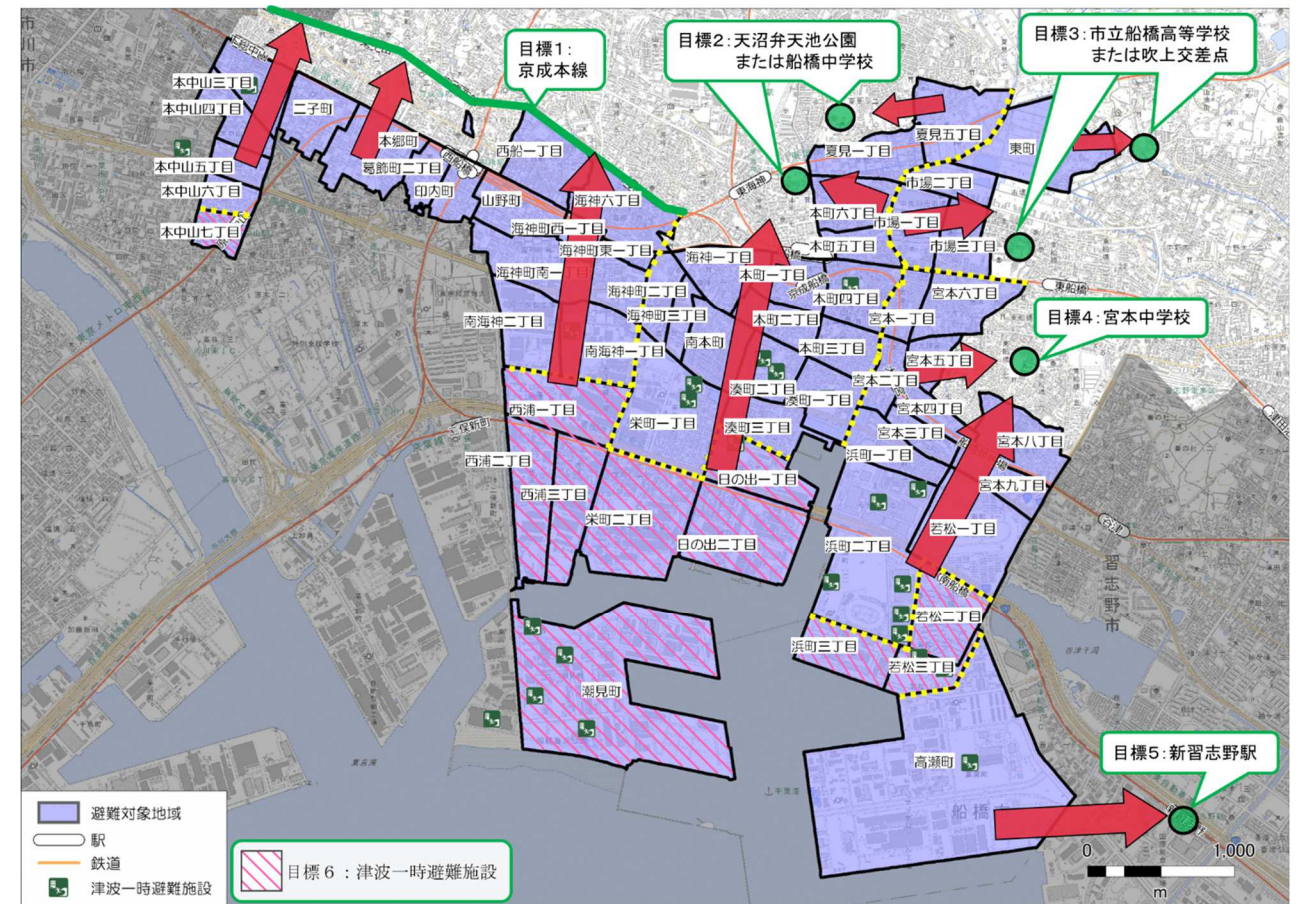 市川市
目標1:
京成本線
目標2:天沼弁天池公園
または船橋中学校
目標3:市立船橋高等学校
または吹上交差点
本中山三丁目
本中山四丁目
二子町
本中山五丁目
本郷町
葛飾町二丁目
西船橋
西船一丁目
本中山六丁目
印内町
山野町
本中山七丁目
海神六丁目
海神町西一丁目
海神町東一丁目
海神町南一丁目
海神町二丁目
海神町三丁目
南海神二丁目
南海神一丁目
東海神
夏見五丁目
夏見一丁目
東町
市場二丁目
本町六丁目
市場一丁目
市場三丁目
本町五丁目
海神一丁目
本町一丁目
京成船橋
本町四丁目
宮本六丁目
東船橋
本町二丁目
宮本一丁目
目標4:宮本中学校
南本町
本町三丁目
宮本五丁目
宮本二丁目
湊町二丁目
湊町一丁目
宮本四丁目
西浦一丁目
栄町一丁目
湊町三丁目
宮本三丁目
宮本八丁目
二俣新町
浜町一丁目
西浦二丁目
日の出一丁目
宮本九丁目
西浦三丁目
栄町二丁目
若松一丁目
谷津
日の出二丁目
浜町二丁目
習志野市
南船橋
若松二丁目
浜町三丁目
若松三丁目
谷津干潟
潮見町
高瀬町
目標5:新習志野駅
船橋市
千葉港
避難対象地域
駅
鉄道
津波一時避難施設
目標6:津波一時避難施設
0 1,000
m